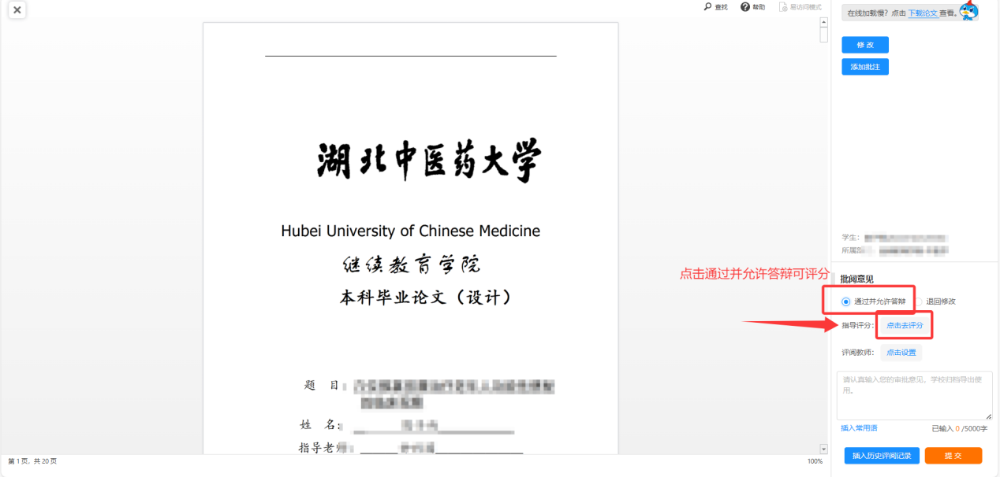 查找
帮助
易访问模式
湖北中医药大学
Hubei University of Chinese Medicine
继续教育学院
本科毕业论文（设计）
题 目：
姓 名：
指导老师：
第 1 页，共 20 页
100%
在线加载慢？点击 下载论文 查看。
修 改
添加批注
学生：
点击通过并允许答辩可评分
批阅意见
通过并允许答辩
退回修改
指导评分：
点击去评分
评阅教师：
点击设置
请认真输入您的审批意见，学校归档导出使
用。
插入常用语
已输入 0 /5000字
插入历史评阅记录
提 交